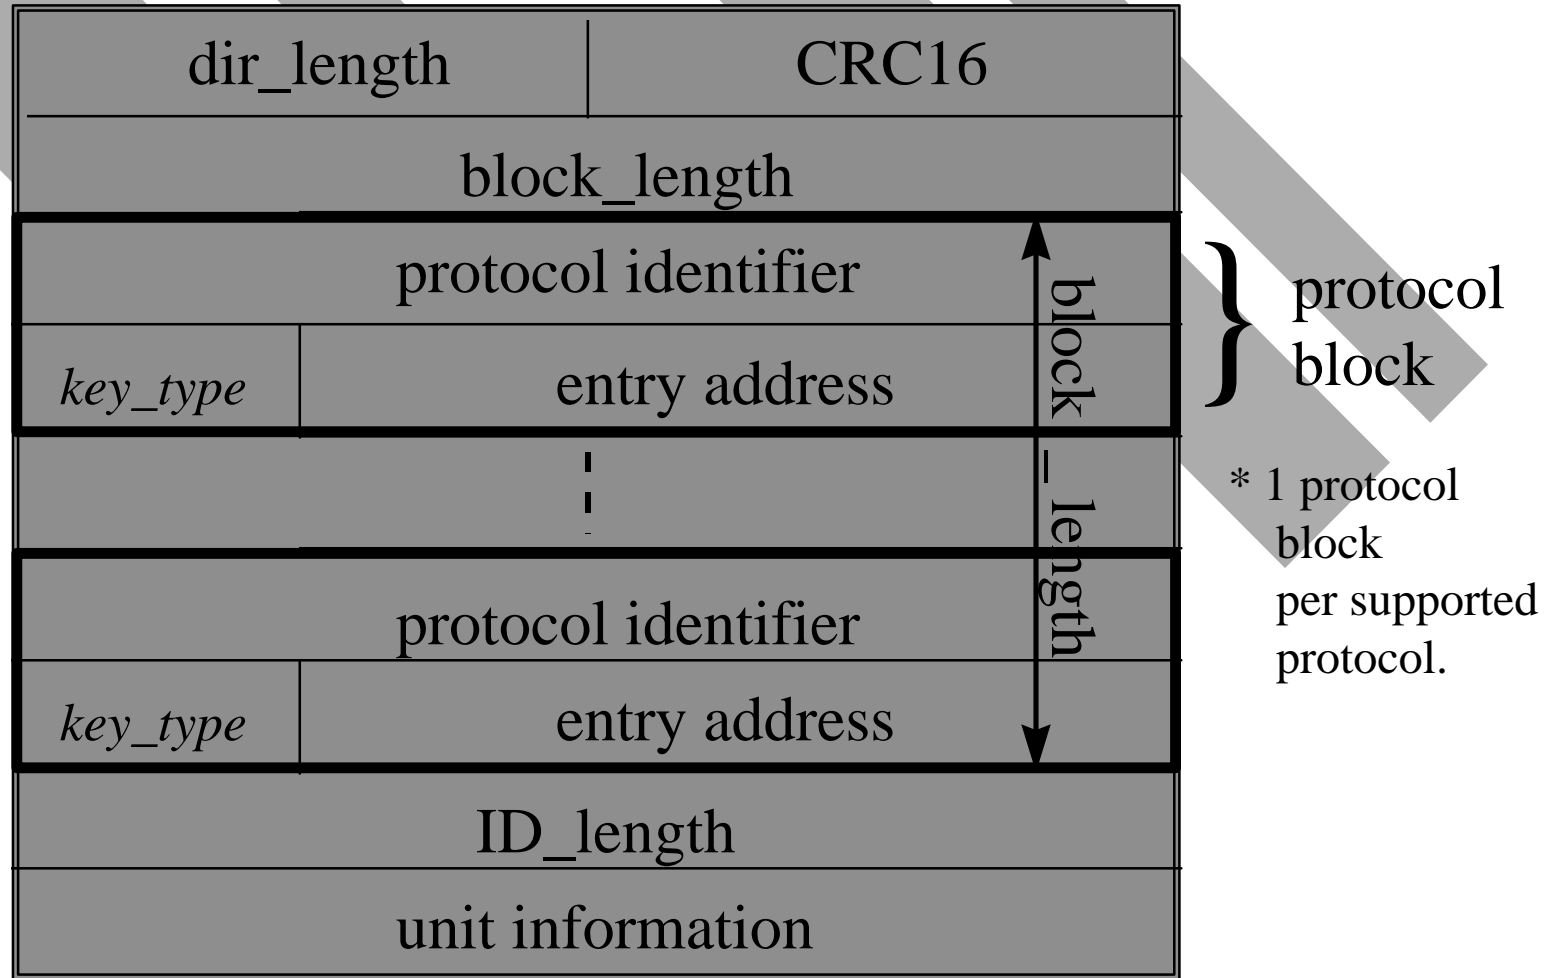 dir_length CRC16
block_length
protocol identifier
key_type entry address
block_length
protocol identifier
key_type entry address
ID_length
unit information
} protocol
block
* 1 protocol
block
per supported
protocol.